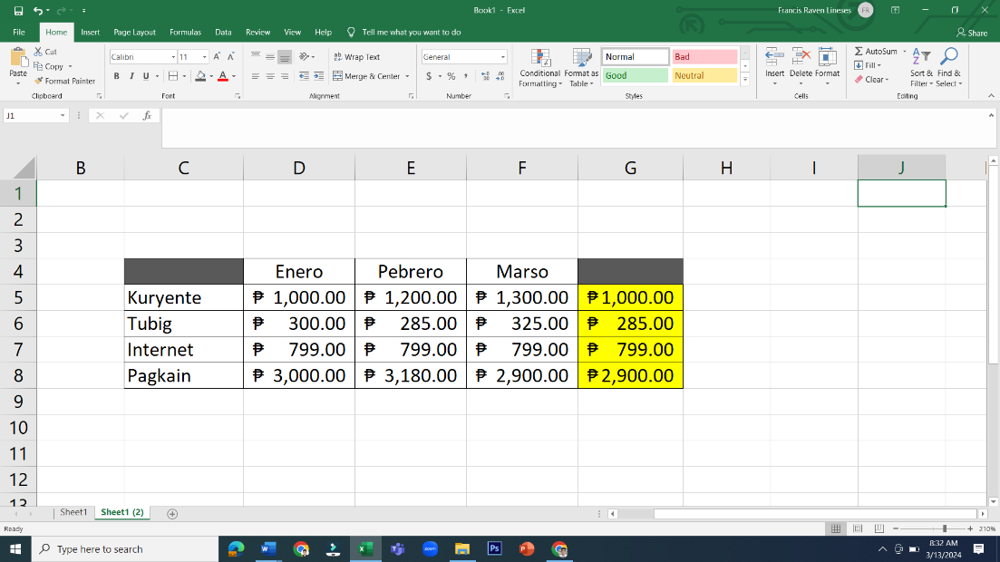 Book1 - Excel
Francis Raven Lineses FR
File Home Insert Page Layout Formulas Data Review View Help Tell me what you want to do Share
Paste Cut Copy Format Painter
Clipboard
Calibri 11 A A
B I U A
Font
Wrap Text
Merge & Center
Alignment
General
$ % , .0 .00 .00 .0
Number
Conditional Formatting Format as Table
Normal Bad
Good Neutral
Styles
Insert Delete Format
Cells
AutoSum
Fill
Clear
Sort & Filter Find & Select
Editing
J1 fx
B C D E F G H I J
1
2
3
4 Enero Pebrero Marso
5 Kuryente ₱ 1,000.00 ₱ 1,200.00 ₱ 1,300.00 ₱ 1,000.00
6 Tubig ₱ 300.00 ₱ 285.00 ₱ 325.00 ₱ 285.00
7 Internet ₱ 799.00 ₱ 799.00 ₱ 799.00 ₱ 799.00
8 Pagkain ₱ 3,000.00 ₱ 3,180.00 ₱ 2,900.00 ₱ 2,900.00
9
10
11
12
13
Sheet1 Sheet1 (2)
Ready 210%
Type here to search
zoom Ps
8:32 AM
3/13/2024